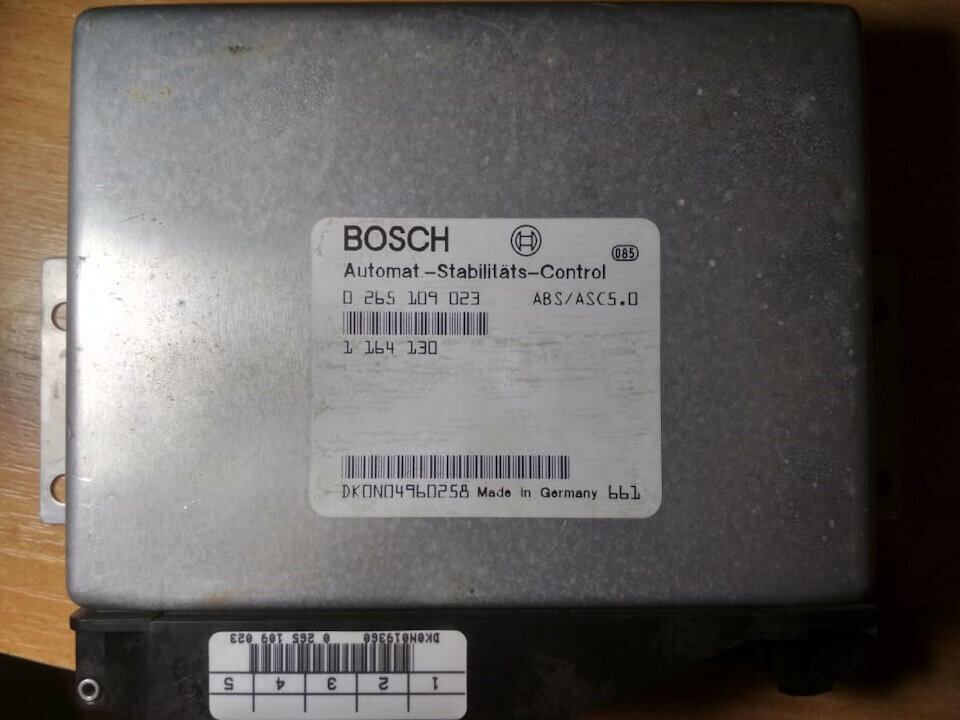 BOSCH
085
Automat.-Stabilitäts-Control
0 265 109 023 ABS/ASC5.0
1 164 130
DK0N04960258 Made in Germany 661
DK0N019360 0 265 109 023
1 2 3 4 5